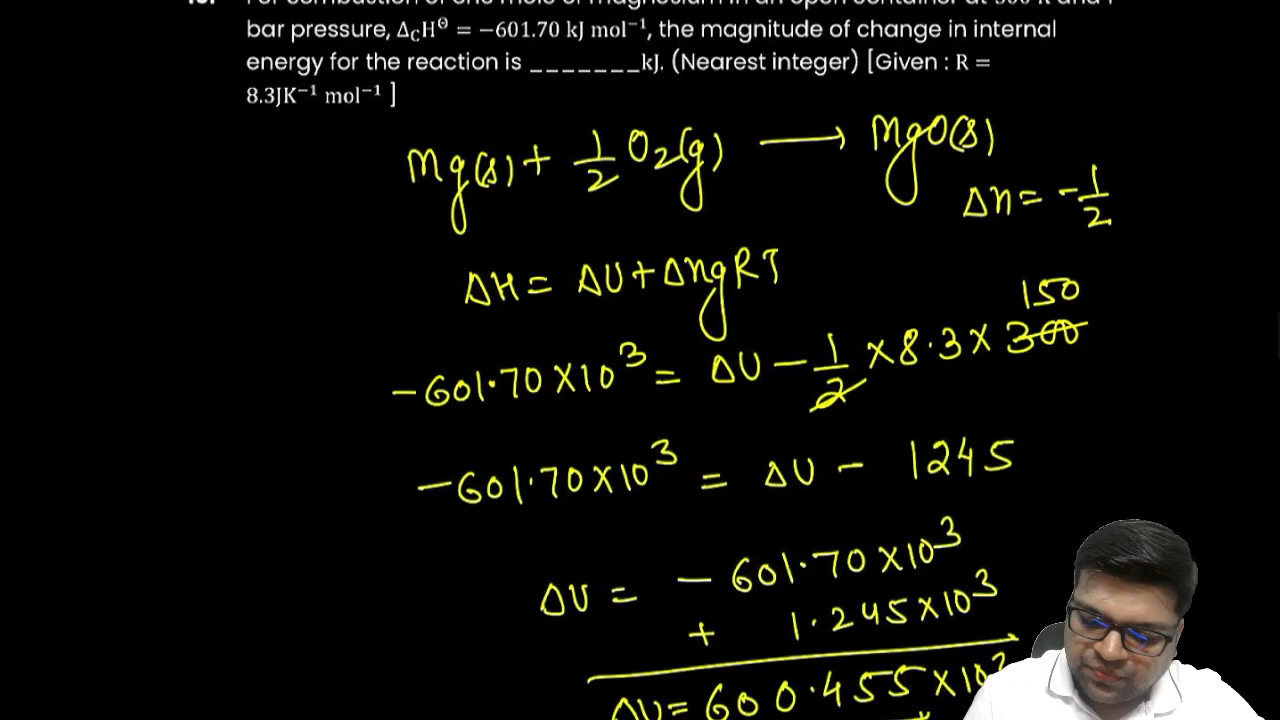 bar pressure, Δ_CH^Θ = −601.70 kJ mol⁻¹, the magnitude of change in internal
energy for the reaction is _______kJ. (Nearest integer) [Given : R =
8.3JK⁻¹ mol⁻¹ ]
Mg(s) + 1/2 O₂(g) ⟶ MgO(s)
Δn = -1/2
ΔH = ΔU + ΔngRT
150
-601.70 × 10³ = ΔU - 1/2 × 8.3 × 300
-601.70×10³ = ΔU - 1245
ΔU = - 601.70 ×10³
+ 1.245 ×10³
ΔU = 600.455 ×10